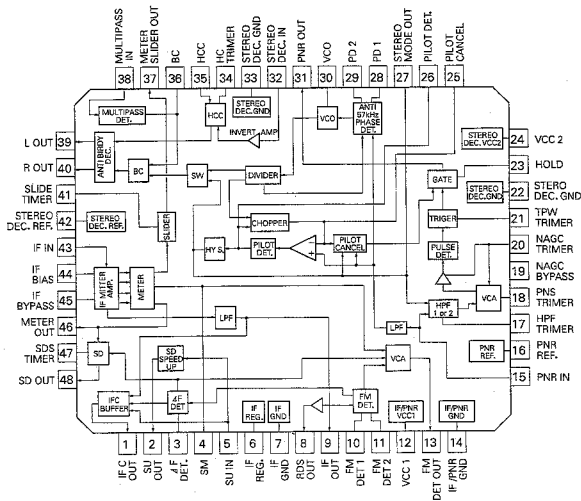 MULTIPASS IN
METER SLIDER OUT
BC
HCC
HC TRIMER
STEREO DEC. GND
STEREO DEC. IN
PNR OUT
VCO
PD 2
PD 1
STEREO MODE OUT
PILOT DET.
PILOT CANCEL
38
37
36
35
34
33
32
31
30
29
28
27
26
25
MULTIPASS DET.
HCC
STEREO DEC.GND
INVERT AMP
VCO
ANTI 57kHz PHASE DET.
L OUT 39
R OUT 40
SLIDE TIMER 41
STEREO DEC. REF. 42
IF IN 43
IF BIAS 44
IF BYPASS 45
METER OUT 46
SDS TIMER 47
SD OUT 48
ANTI BIRDY DEC.
BC
SW
DIVIDER
STEREO DEC. VCC2
24 VCC 2
GATE
23 HOLD
STEREO DEC.GND
22 STERO DEC. GND
STEREO DEC. REF.
SLIDER
CHOPPER
HY S.
PILOT DET.
PILOT CANCEL
TRIGER
21 TPW TRIMER
PULSE DET.
20 NAGC TRIMER
19 NAGC BYPASS
VCA
18 PNS TRIMER
IF MITTER AMP.
METER
LPF
LPF
HPF 1 or 2
17 HPF TRIMER
PNR REF.
16 PNR REF.
15 PNR IN
SD
SD SPEED UP
VCA
IFC BUFFER
⊿F DET
IF REG.
IF GND
FM DET.
IF/PNR VCC1
IF/PNR GND
1
2
3
4
5
6
7
8
9
10
11
12
13
14
IF C OUT
SU OUT
⊿F DET.
SM
SU IN
IF REG.
IF GND
RDS OUT
IF OUT
FM DET 1
FM DET 2
VCC 1
FM DET OUT
IF/PNR GND